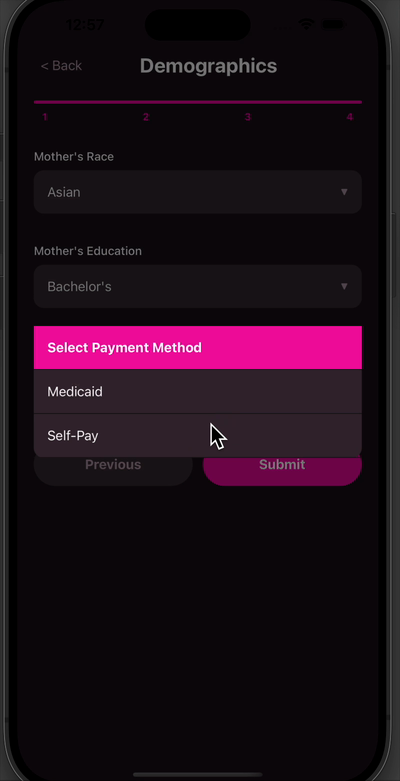 12:57
< Back
Demographics
1 2 3 4
Mother's Race
Asian
Mother's Education
Bachelor's
Select Payment Method
Medicaid
Self-Pay
Previous
Submit